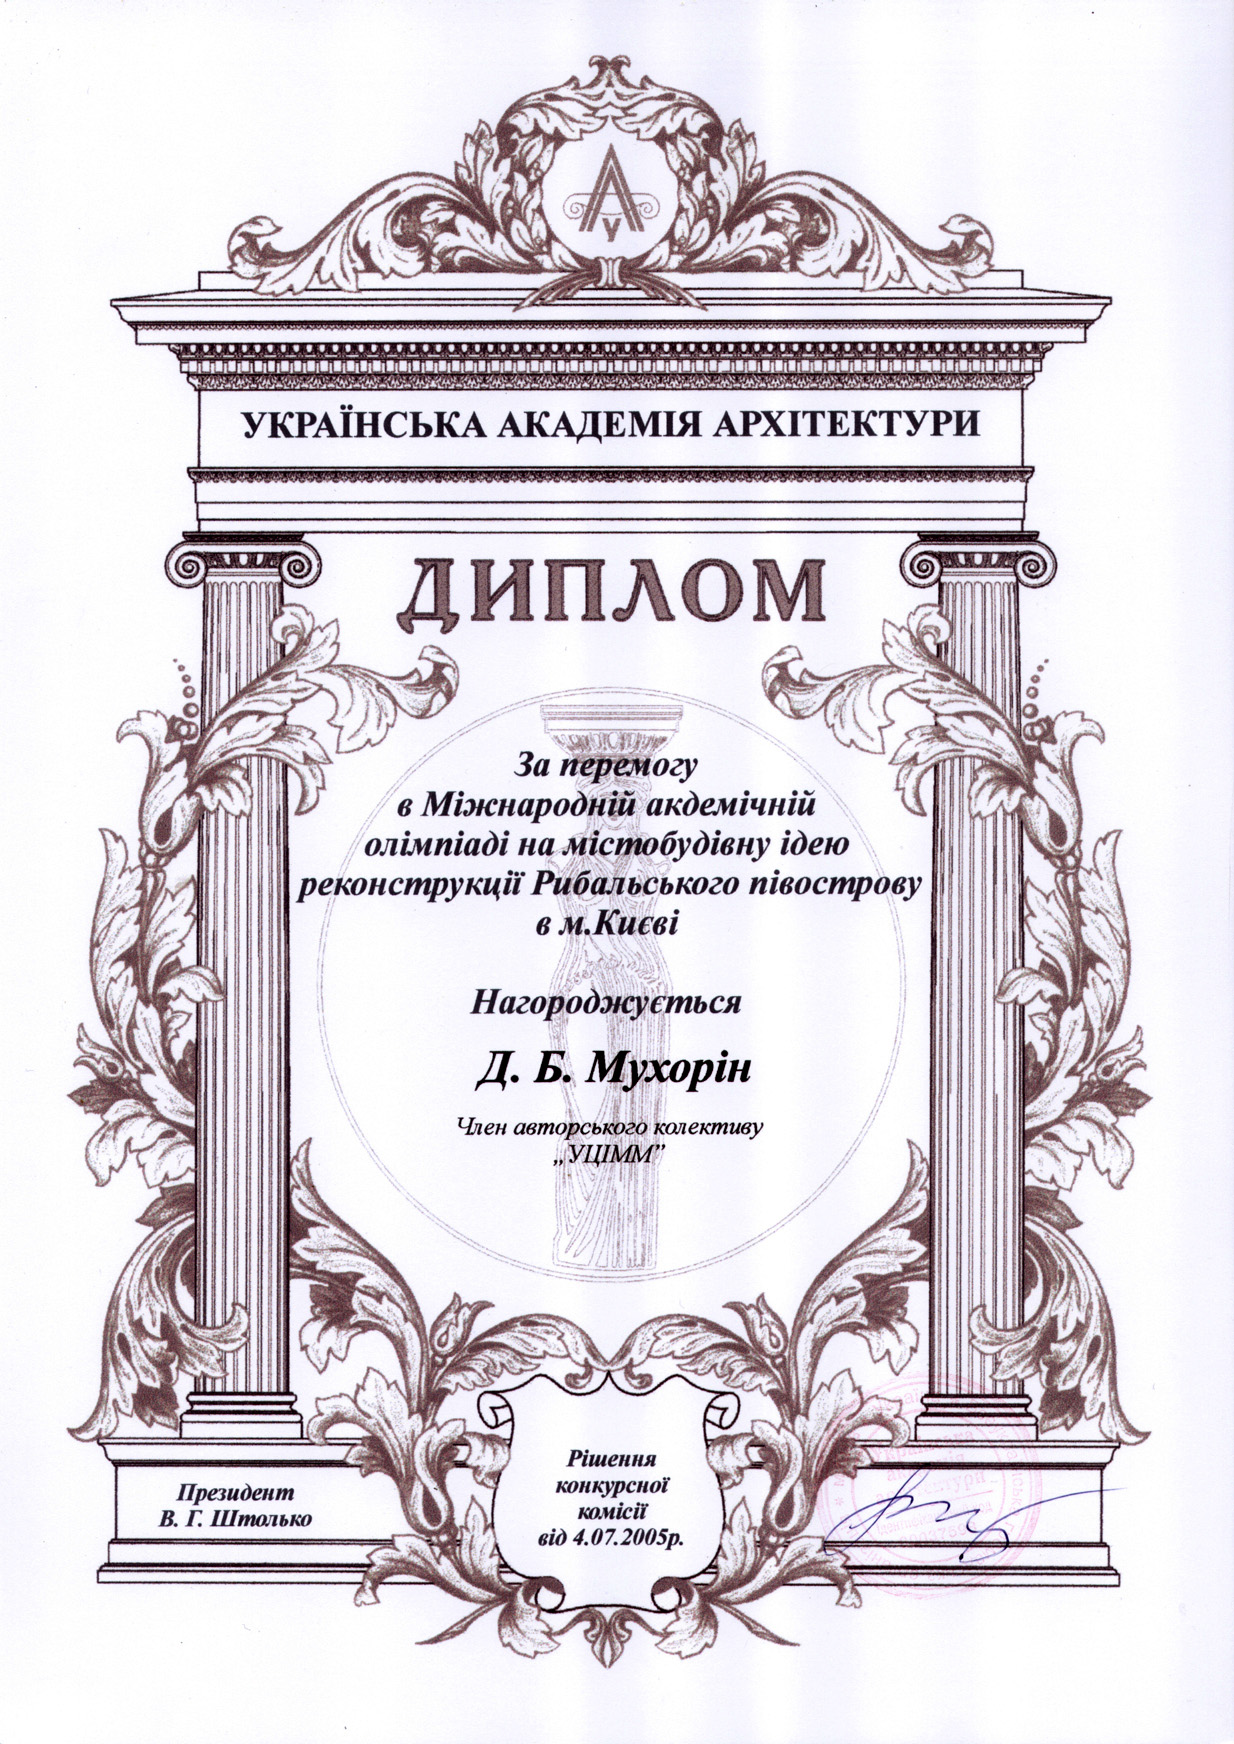 УКРАЇНСЬКА АКАДЕМІЯ АРХІТЕКТУРИ
ДИПЛОМ
За перемогу
в Міжнародній акдемічній
олімпіаді на містобудівну ідею
реконструкції Рибальського півострову
в м.Києві
Нагороджується
Д. Б. Мухорін
Член авторського колективу
„УЦІММ”
Президент
В. Г. Штолько
Рішення
конкурсної
комісії
від 4.07.2005р.